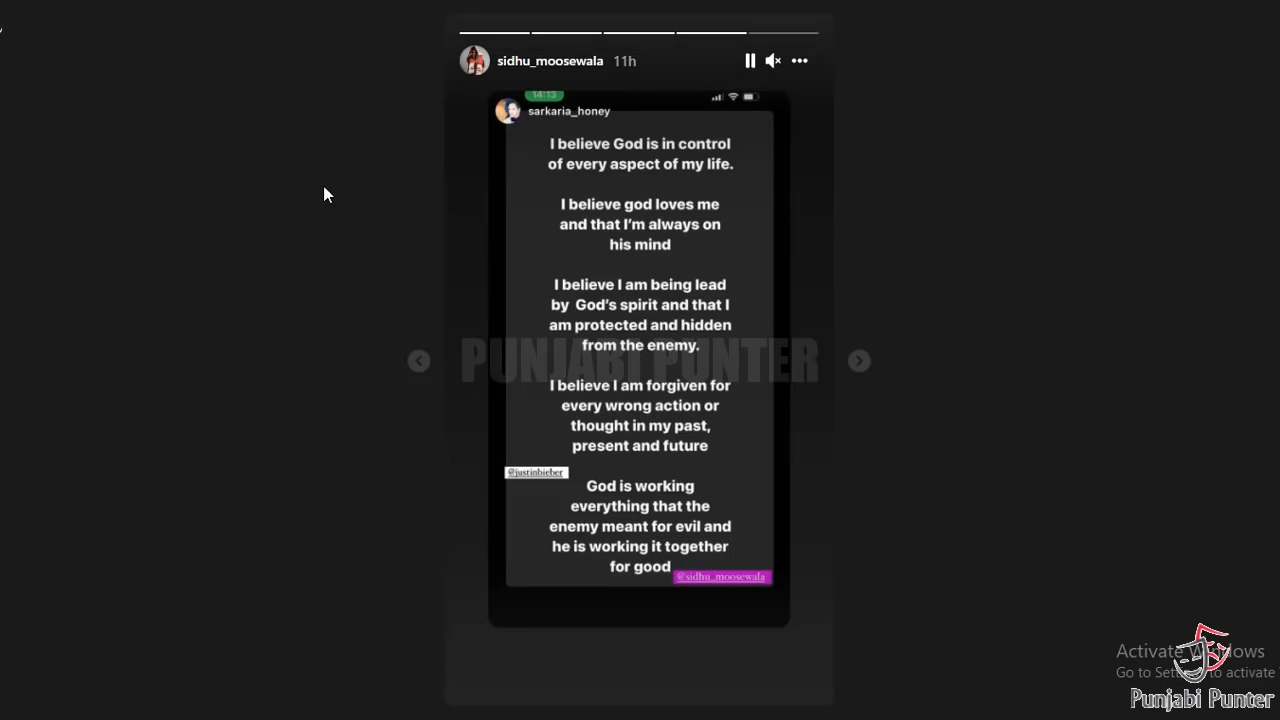 sidhu_moosewala 11h
14:13
sarkaria_honey
I believe God is in control
of every aspect of my life.
I believe god loves me
and that I'm always on
his mind
I believe I am being lead
by God's spirit and that I
am protected and hidden
from the enemy.
PUNJABI PUNTER
I believe I am forgiven for
every wrong action or
thought in my past,
present and future
@justinbieber
God is working
everything that the
enemy meant for evil and
he is working it together
for good
@sidhu_moosewala
Activate Windows
Go to Settings to activate
Punjabi Punter